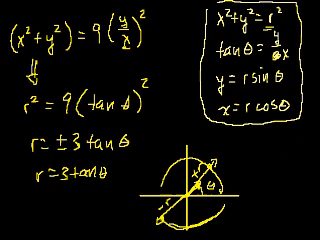 (x²+y²) = 9(y/x)²
⇓
r² = 9(tan θ)²
r = ± 3 tan θ
r = 3 tan θ
x²+y² = r²
tan θ = y/x
y = r sin θ
x = r cos θ
r
θ
-r